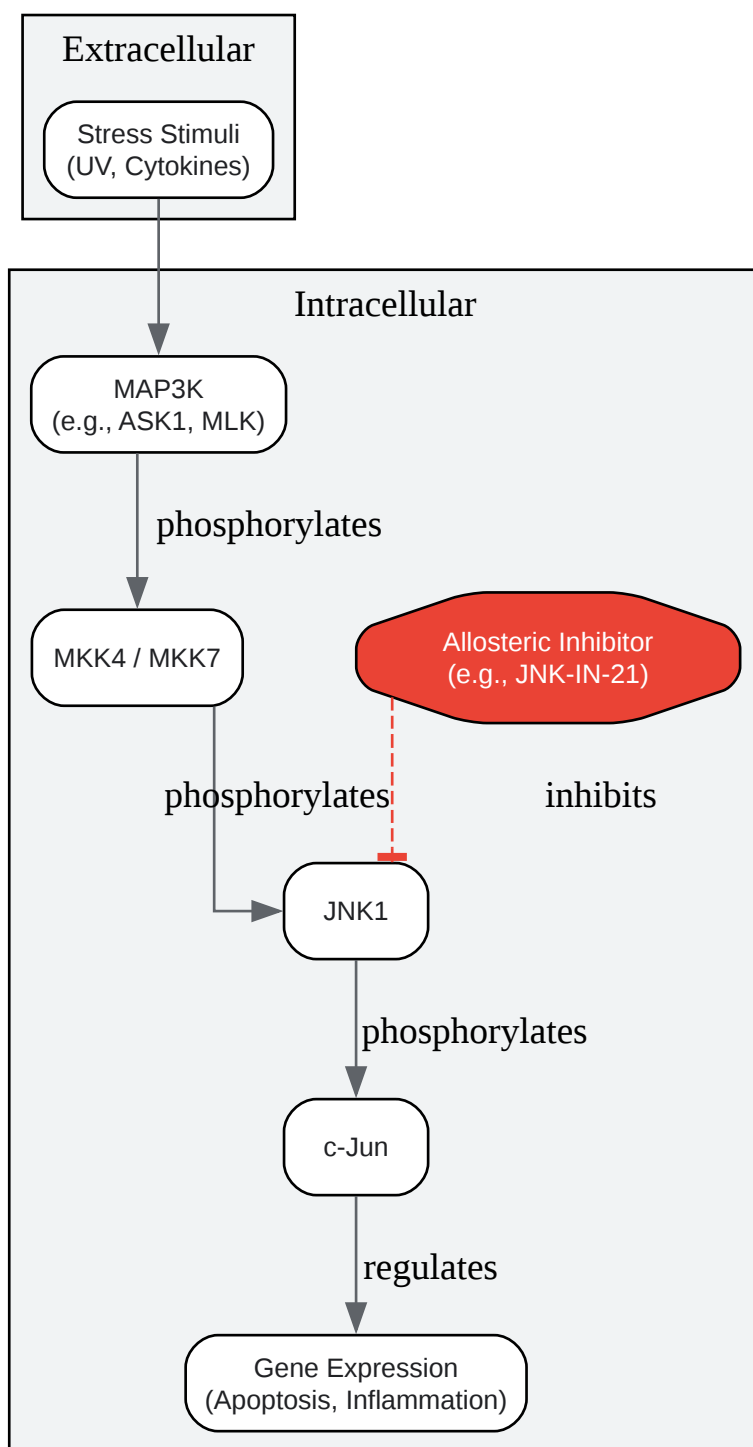 Extracellular
Stress Stimuli
(UV, Cytokines)
Intracellular
MAP3K
(e.g., ASK1, MLK)
phosphorylates
MKK4 / MKK7
Allosteric Inhibitor
(e.g., JNK-IN-21)
phosphorylates
inhibits
JNK1
phosphorylates
c-Jun
regulates
Gene Expression
(Apoptosis, Inflammation)